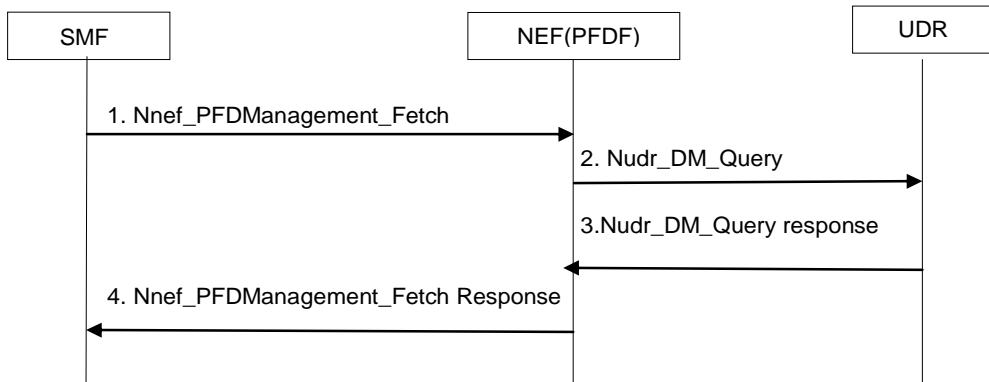 SMF
NEF(PFDF)
UDR
1. Nnef_PFDManagement_Fetch
2. Nudr_DM_Query
3.Nudr_DM_Query response
4. Nnef_PFDManagement_Fetch Response